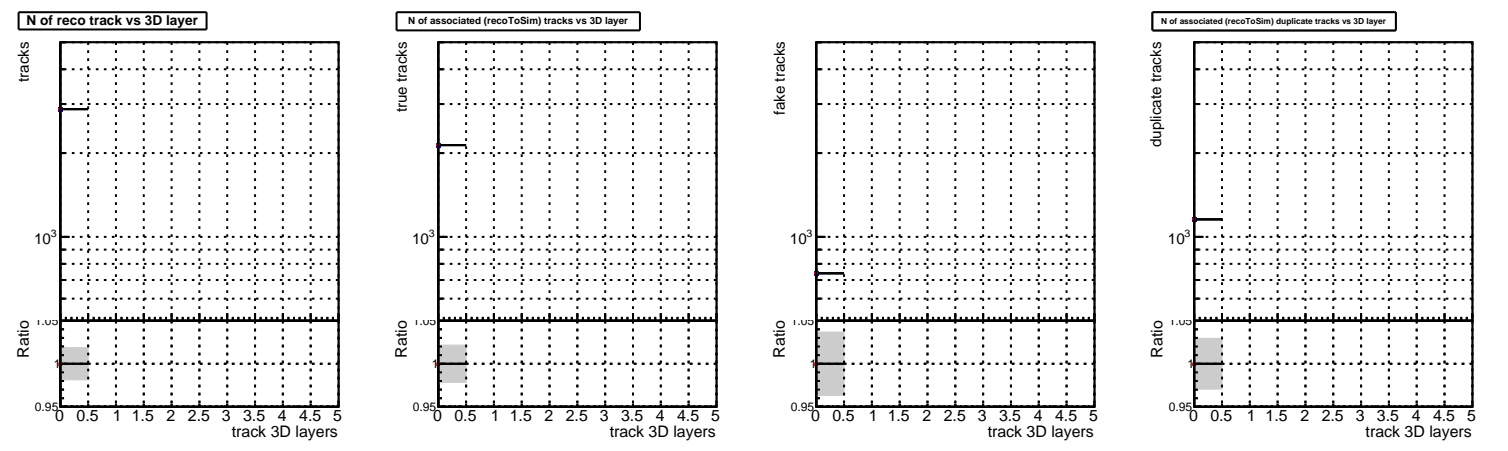 N of reco track vs 3D layer
tracks
10³
Ratio
1.05
1
0.95
0 0.5 1 1.5 2 2.5 3 3.5 4 4.5 5
track 3D layers
N of associated (recoToSim) tracks vs 3D layer
true tracks
10³
Ratio
1.05
1
0.95
0 0.5 1 1.5 2 2.5 3 3.5 4 4.5 5
track 3D layers
fake tracks
10³
Ratio
1.05
1
0.95
0 0.5 1 1.5 2 2.5 3 3.5 4 4.5 5
track 3D layers
N of associated (recoToSim) duplicate tracks vs 3D layer
duplicate tracks
10³
Ratio
1.05
1
0.95
0 0.5 1 1.5 2 2.5 3 3.5 4 4.5 5
track 3D layers